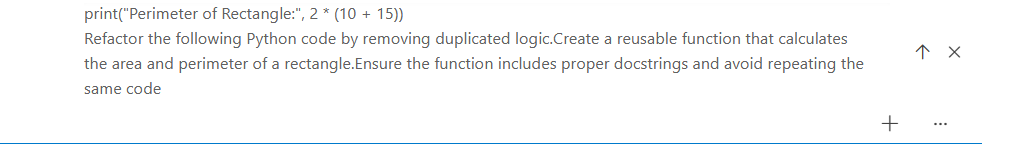 print("Perimeter of Rectangle:", 2 * (10 + 15))
Refactor the following Python code by removing duplicated logic.Create a reusable function that calculates
the area and perimeter of a rectangle.Ensure the function includes proper docstrings and avoid repeating the
same code